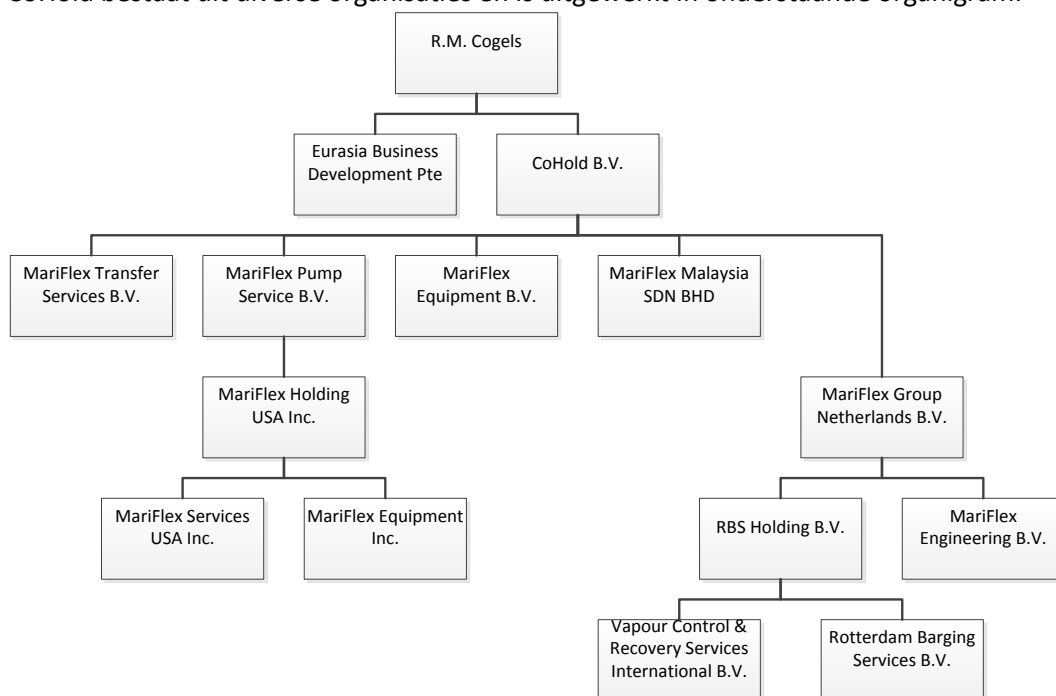 CoHold bestaat uit diverse organisaties en is uitgewerkt in onderstaande organigram.
R.M. Cogels
Eurasia Business
Development Pte
CoHold B.V.
MariFlex Transfer
Services B.V.
MariFlex Pump
Service B.V.
MariFlex
Equipment B.V.
MariFlex Malaysia
SDN BHD
MariFlex Holding
USA Inc.
MariFlex Group
Netherlands B.V.
MariFlex Services
USA Inc.
MariFlex Equipment
Inc.
RBS Holding B.V.
MariFlex
Engineering B.V.
Vapour Control &
Recovery Services
International B.V.
Rotterdam Barging
Services B.V.